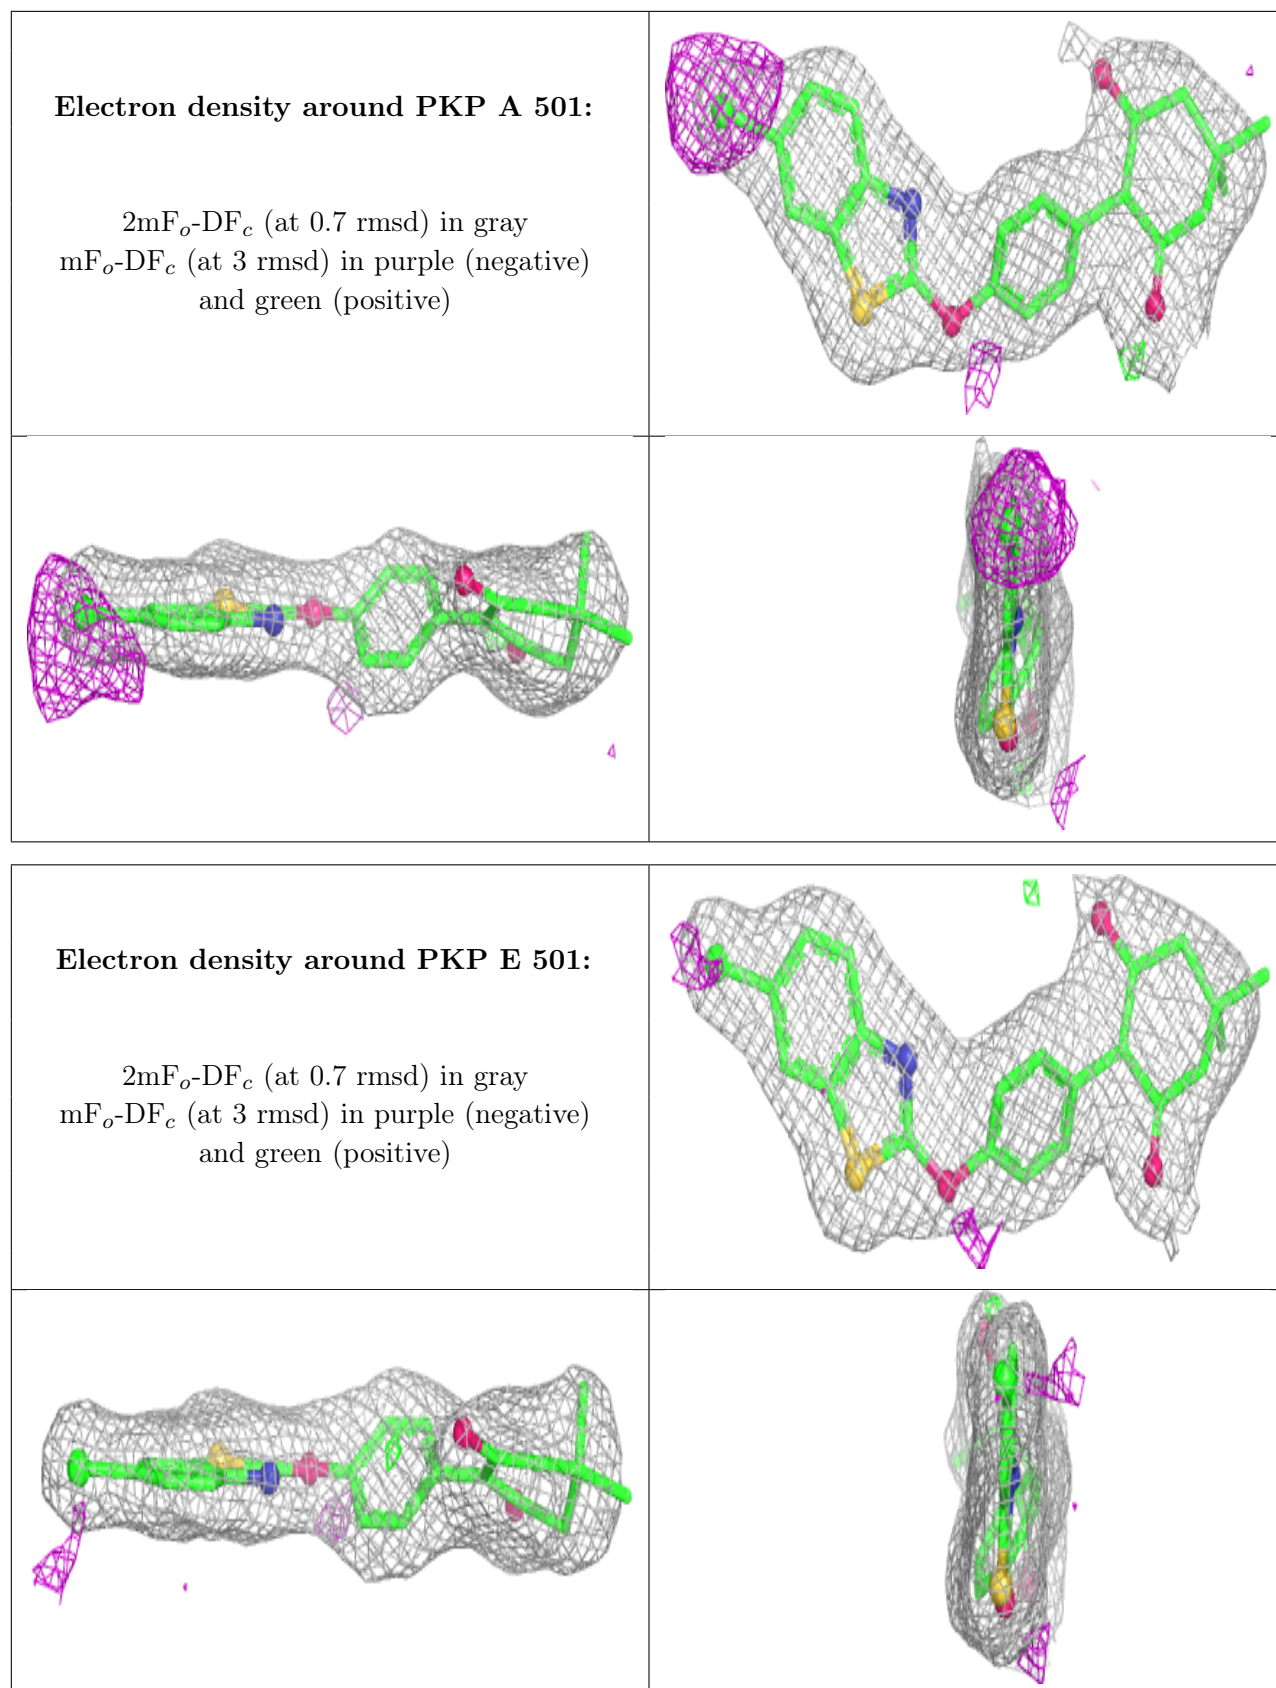 Electron density around PKP A 501:
2mFₒ-DF𝒸 (at 0.7 rmsd) in gray
mFₒ-DF𝒸 (at 3 rmsd) in purple (negative)
and green (positive)
Electron density around PKP E 501:
2mFₒ-DF𝒸 (at 0.7 rmsd) in gray
mFₒ-DF𝒸 (at 3 rmsd) in purple (negative)
and green (positive)